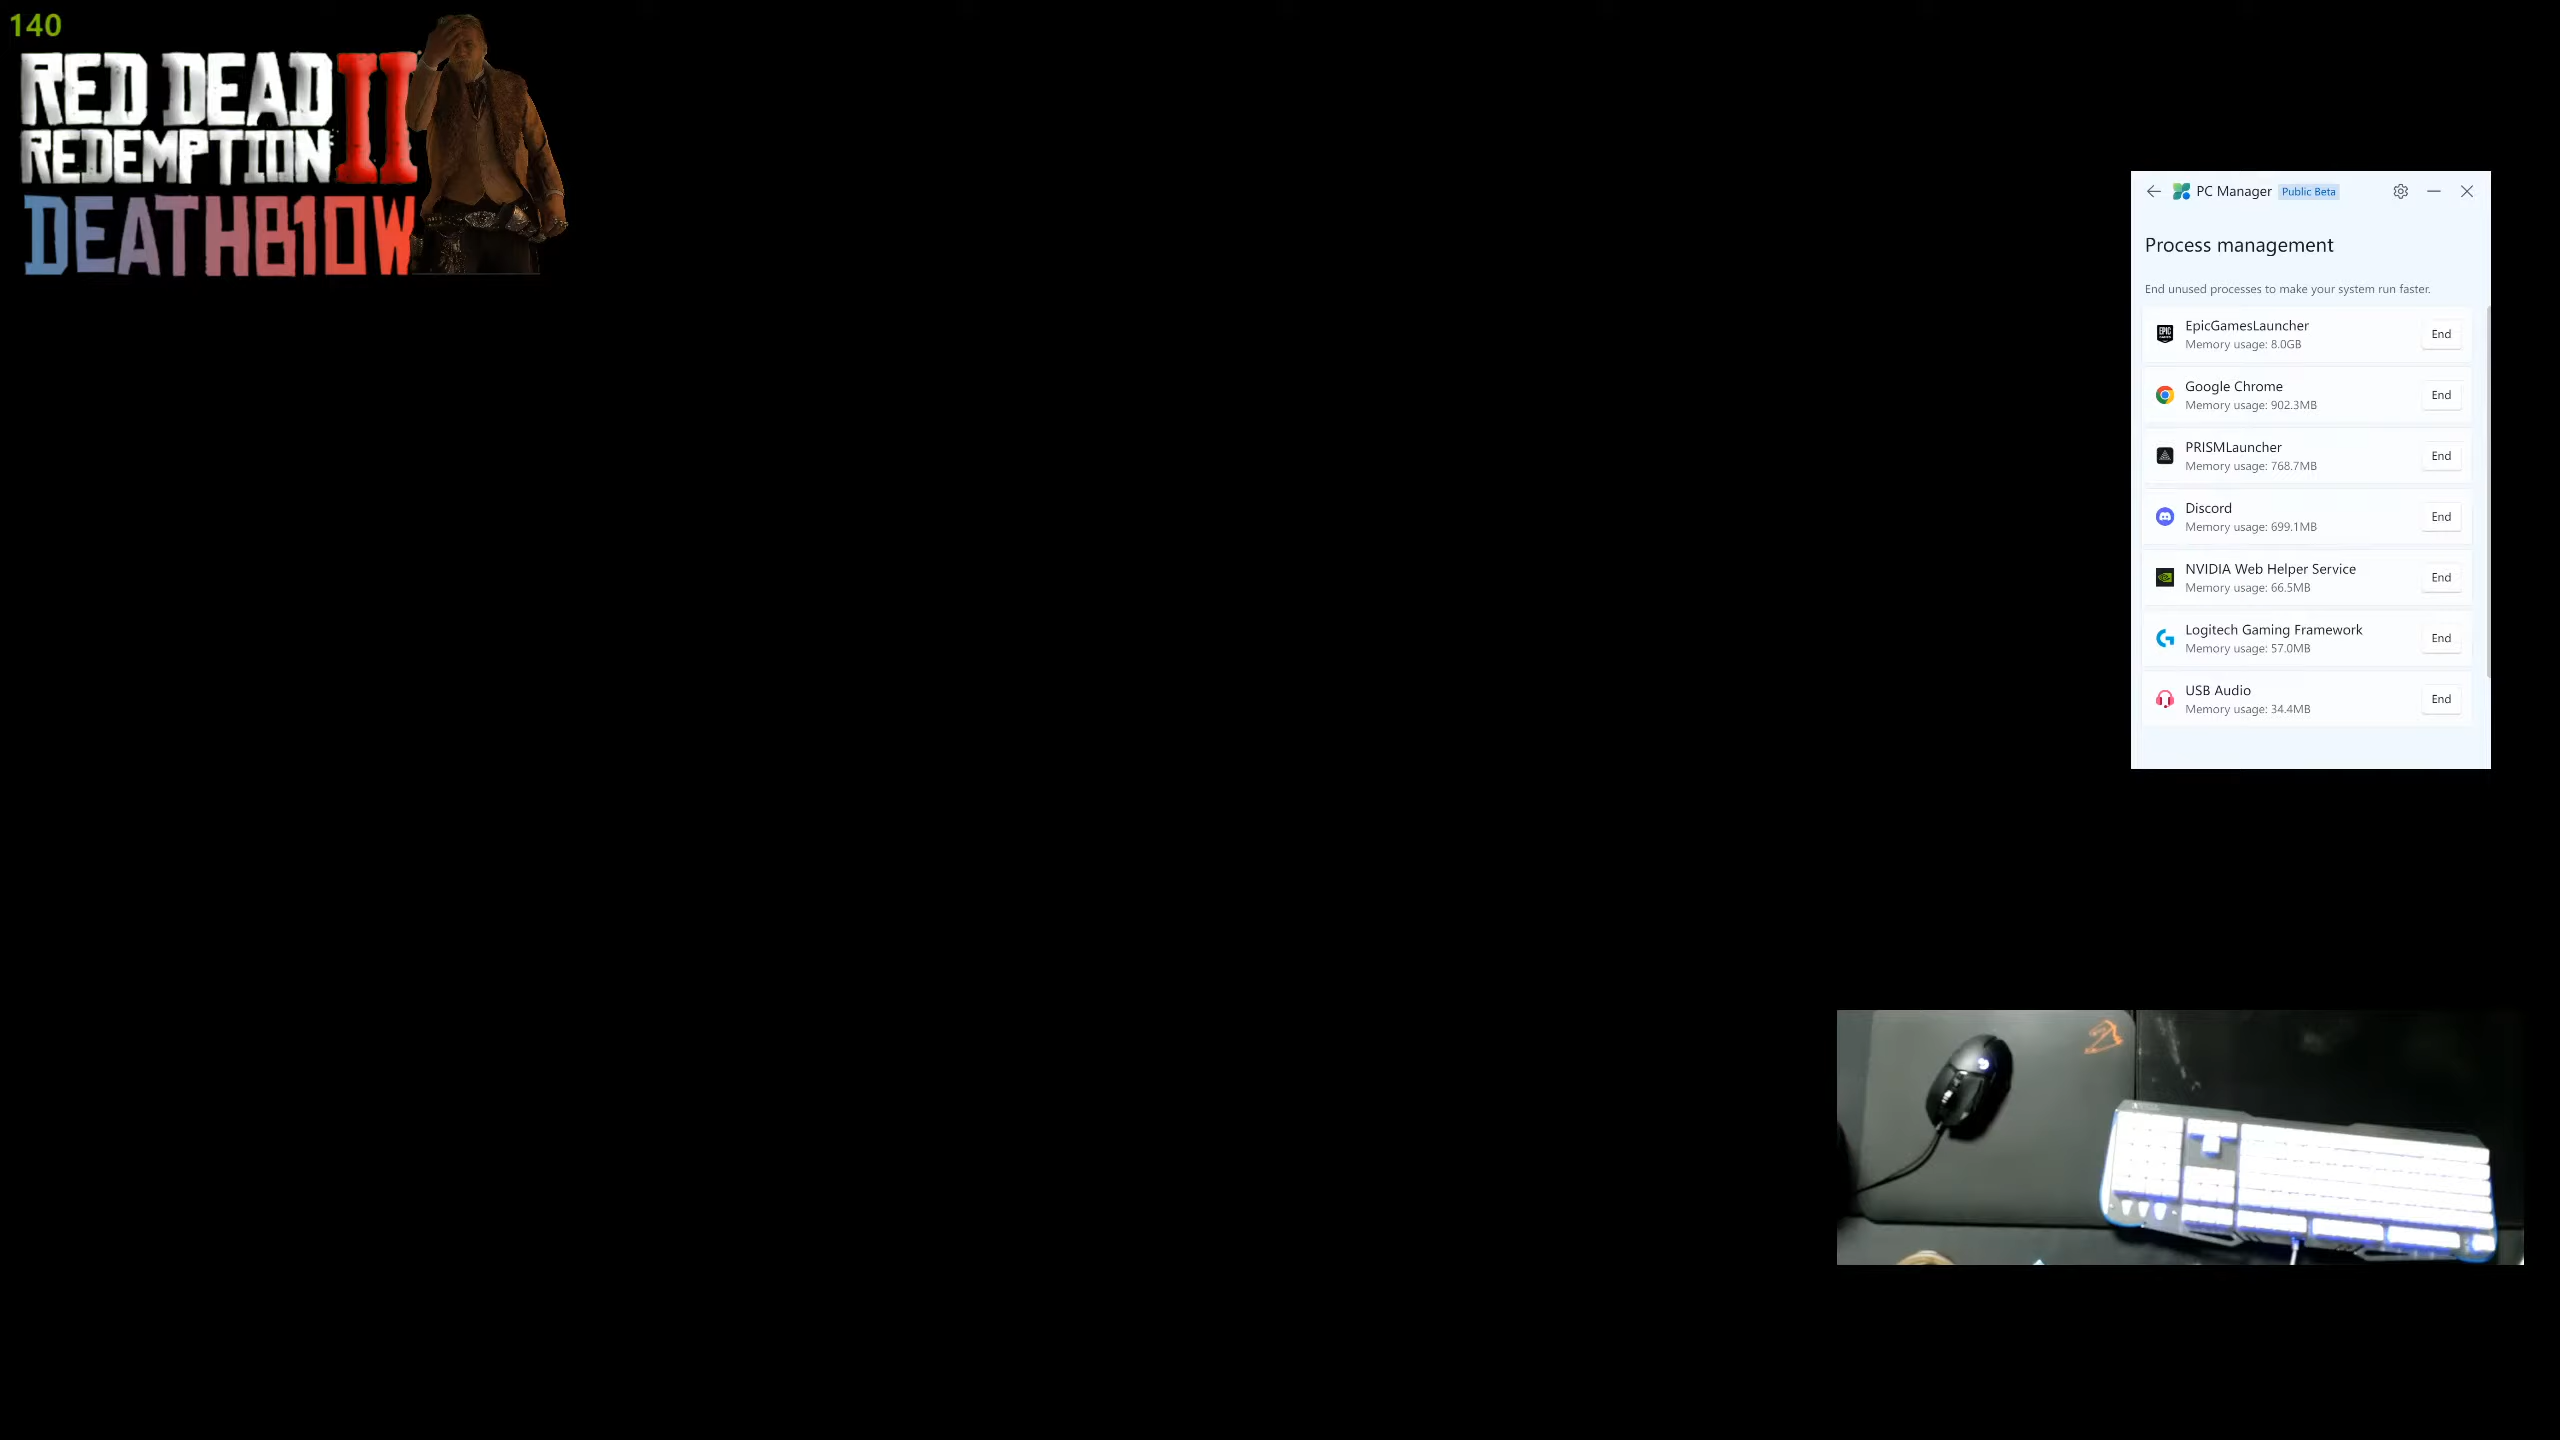 140
RED DEAD
REDEMPTION II
DEATHB10W
PC Manager Public Beta
Process management
End unused processes to make your system run faster.
EpicGamesLauncher
Memory usage: 8.0GB
End
Google Chrome
Memory usage: 902.3MB
End
PRISMLauncher
Memory usage: 768.7MB
End
Discord
Memory usage: 699.1MB
End
NVIDIA Web Helper Service
Memory usage: 66.5MB
End
Logitech Gaming Framework
Memory usage: 57.0MB
End
USB Audio
Memory usage: 34.4MB
End